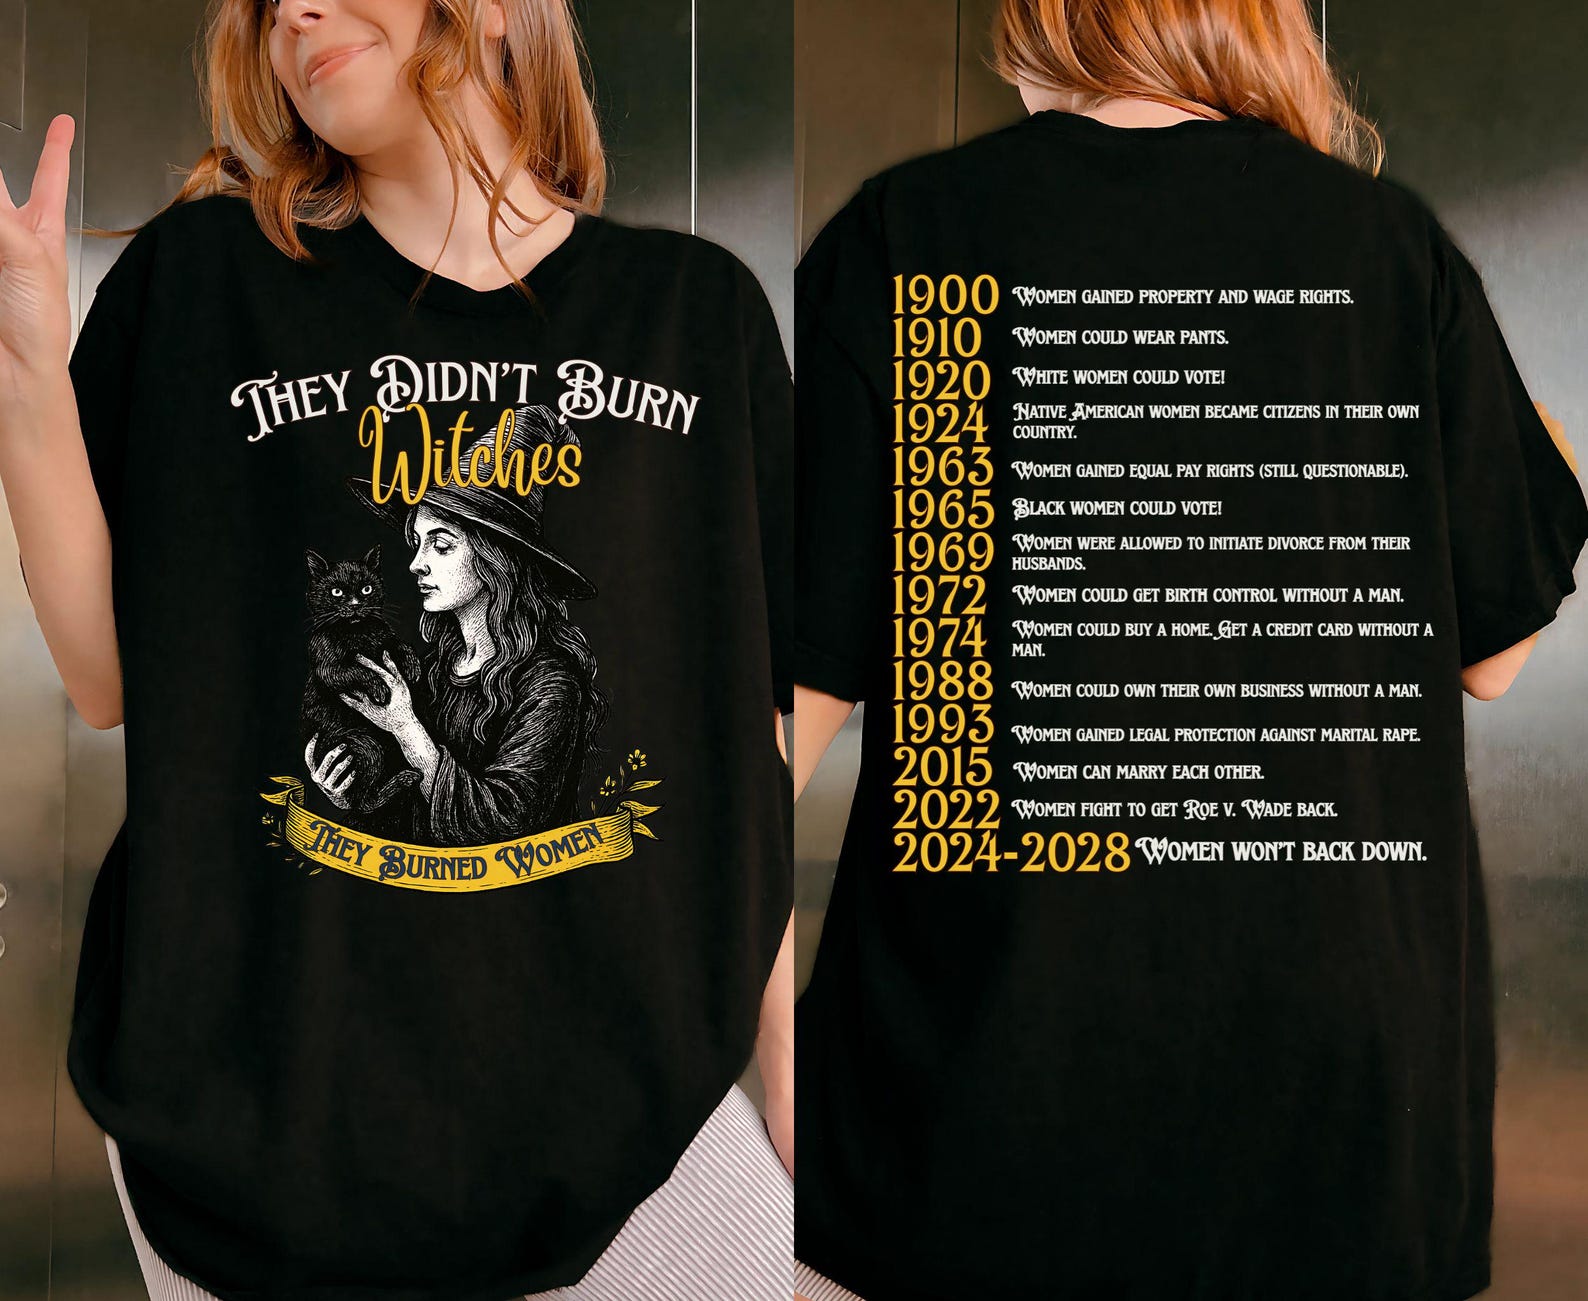 They Didn't Burn
Witches
They Burned Women
1900 Women gained property and wage rights.
1910 Women could wear pants.
1920 White women could vote!
1924 Native American women became citizens in their own
country.
1963 Women gained equal pay rights (still questionable).
1965 Black women could vote!
1969 Women were allowed to initiate divorce from their
husbands.
1972 Women could get birth control without a man.
1974 Women could buy a home. Get a credit card without a
man.
1988 Women could own their own business without a man.
1993 Women gained legal protection against marital rape.
2015 Women can marry each other.
2022 Women fight to get Roe v. Wade back.
2024-2028 Women won't back down.